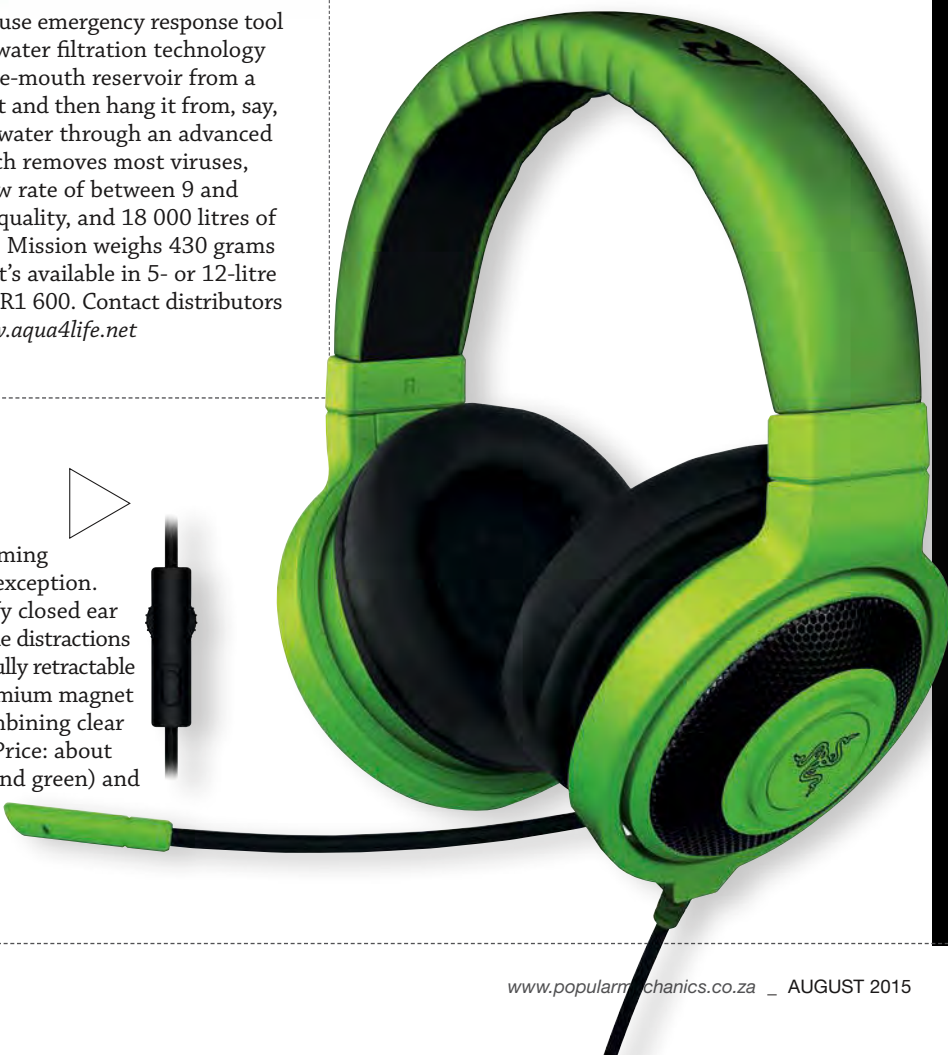 use emergency response tool
water filtration technology
e-mouth reservoir from a
t and then hang it from, say,
water through an advanced
th removes most viruses,
w rate of between 9 and
quality, and 18 000 litres of
Mission weighs 430 grams
t’s available in 5- or 12-litre
R1 600. Contact distributors
.aqua4life.net
ming
exception.
fy closed ear
e distractions
ully retractable
mium magnet
mbining clear
Price: about
nd green) and
R
www.popularm chanics.co.za _ AUGUST 2015